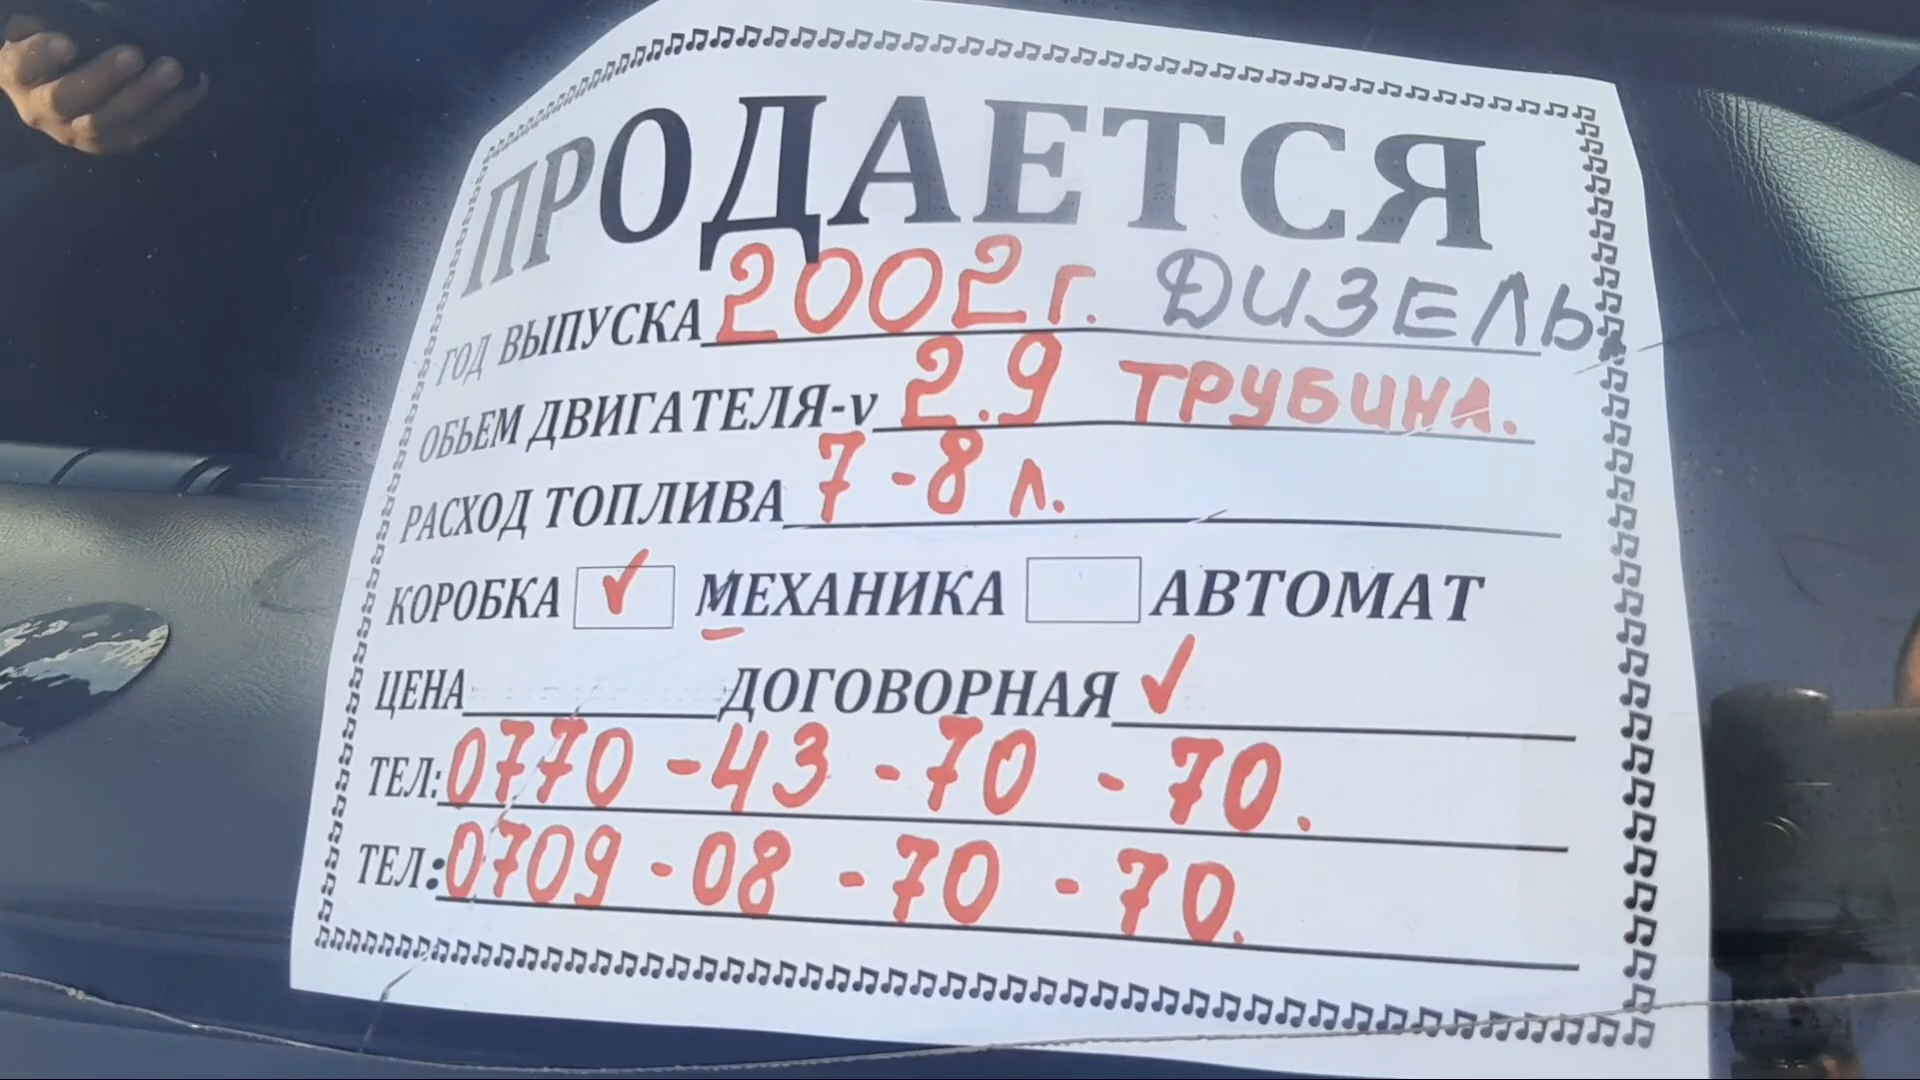 ПРОДАЕТСЯ
ГОД ВЫПУСКА 2002г. ДИЗЕЛЬ
ОБЬЕМ ДВИГАТЕЛЯ-v 2.9 ТРУБИНА.
РАСХОД ТОПЛИВА 7-8 л.
КОРОБКА ✓ МЕХАНИКА АВТОМАТ
ЦЕНА ДОГОВОРНАЯ ✓
ТЕЛ: 0770-43-70-70.
ТЕЛ: 0709-08-70-70.